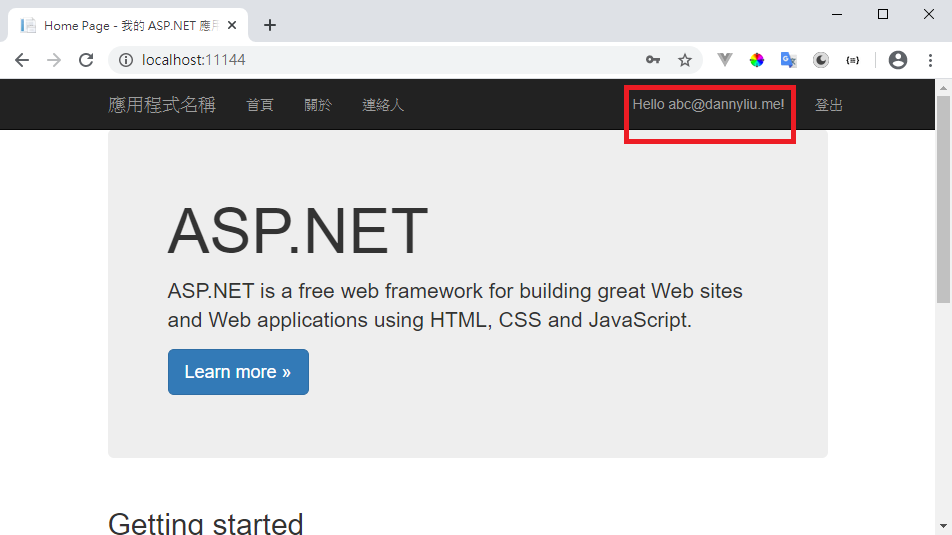 Home Page - 我的 ASP.NET 應用
localhost:11144
應用程式名稱 首頁 關於 連絡人 Hello abc@dannyliu.me! 登出
ASP.NET
ASP.NET is a free web framework for building great Web sites
and Web applications using HTML, CSS and JavaScript.
Learn more »
Getting started